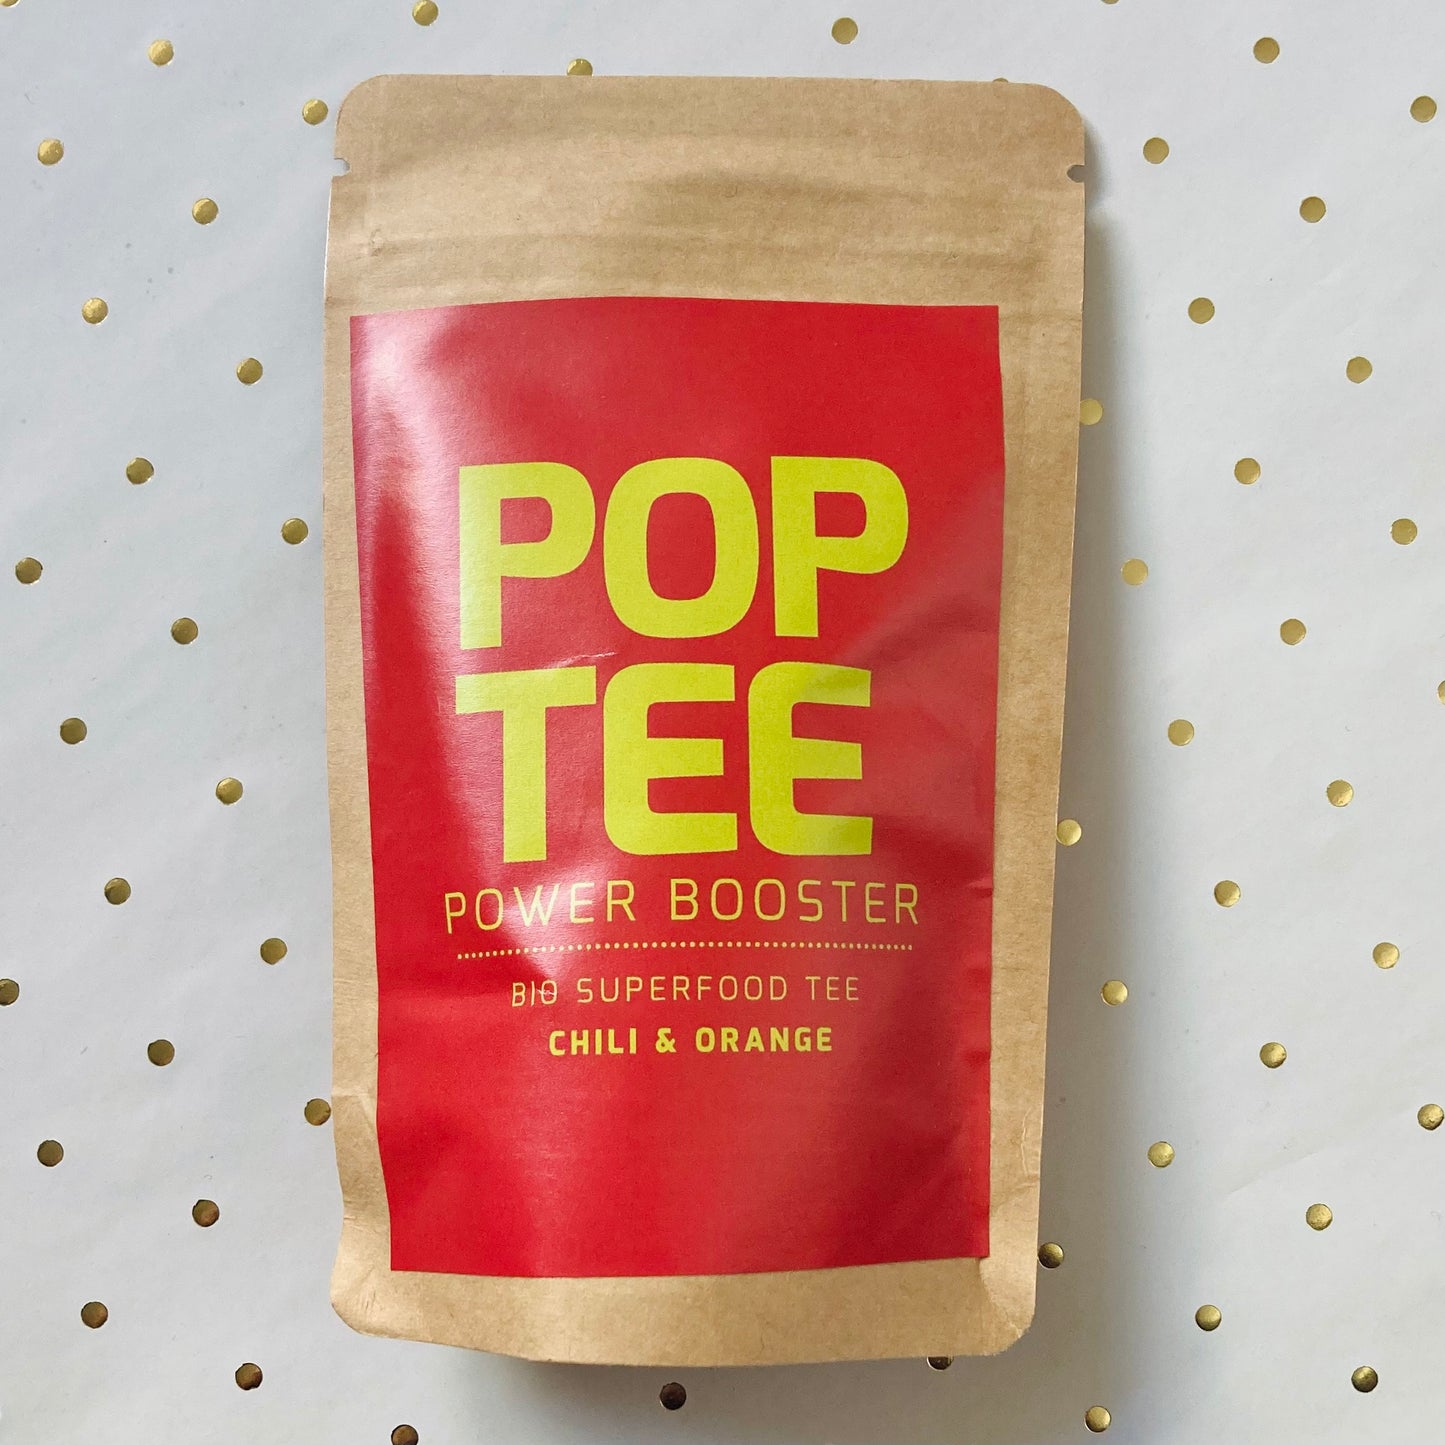 POP
TEE
POWER BOOSTER
BIO SUPERFOOD TEE
CHILI & ORANGE